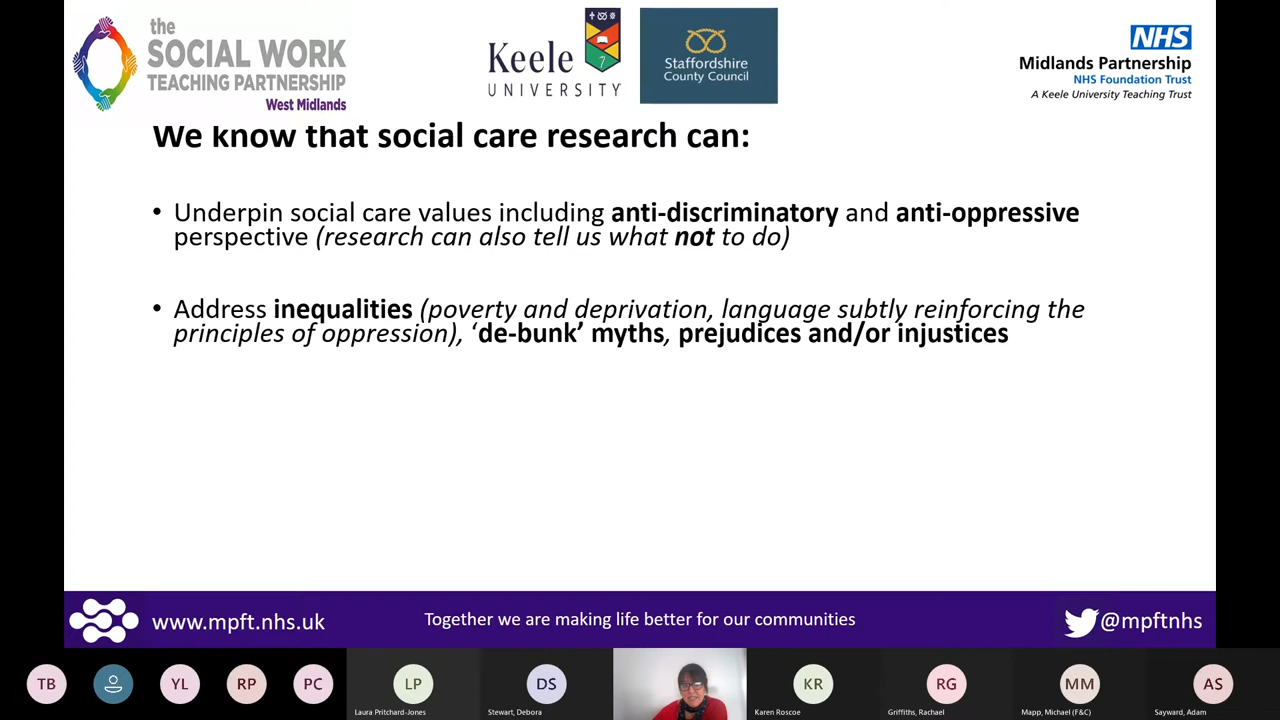 the
SOCIAL WORK
TEACHING PARTNERSHIP
West Midlands
Keele
UNIVERSITY
Staffordshire
County Council
NHS
Midlands Partnership
NHS Foundation Trust
A Keele University Teaching Trust
We know that social care research can:
• Underpin social care values including anti-discriminatory and anti-oppressive
perspective (research can also tell us what not to do)
• Address inequalities (poverty and deprivation, language subtly reinforcing the
principles of oppression), ‘de-bunk’ myths, prejudices and/or injustices
www.mpft.nhs.uk
Together we are making life better for our communities
@mpftnhs
TB
YL
RP
PC
LP
DS
KR
RG
MM
AS
Laura Pritchard-Jones
Stewart, Debora
Karen Roscoe
Griffiths, Rachael
Mapp, Michael (F&C)
Sayward, Adam